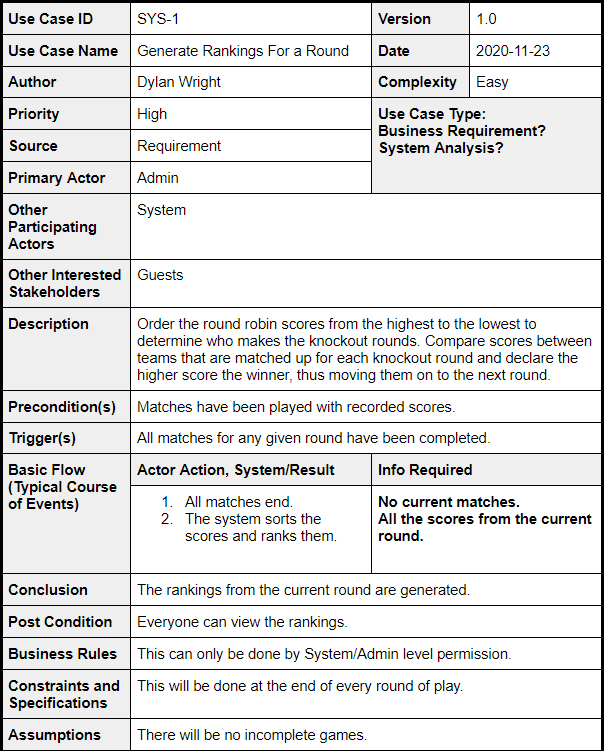 Use Case ID SYS-1 Version 1.0
Use Case Name Generate Rankings For a Round Date 2020-11-23
Author Dylan Wright Complexity Easy
Priority High
Use Case Type:
Business Requirement?
System Analysis?
Source Requirement
Primary Actor Admin
Other
Participating
Actors
System
Other Interested
Stakeholders
Guests
Description
Order the round robin scores from the highest to the lowest to
determine who makes the knockout rounds. Compare scores between
teams that are matched up for each knockout round and declare the
higher score the winner, thus moving them on to the next round.
Precondition(s) Matches have been played with recorded scores.
Trigger(s) All matches for any given round have been completed.
Basic Flow
(Typical Course
of Events)
Actor Action, System/Result
Info Required
1. All matches end.
2. The system sorts the
scores and ranks them.
No current matches.
All the scores from the current
round.
Conclusion The rankings from the current round are generated.
Post Condition Everyone can view the rankings.
Business Rules This can only be done by System/Admin level permission.
Constraints and
Specifications
This will be done at the end of every round of play.
Assumptions There will be no incomplete games.